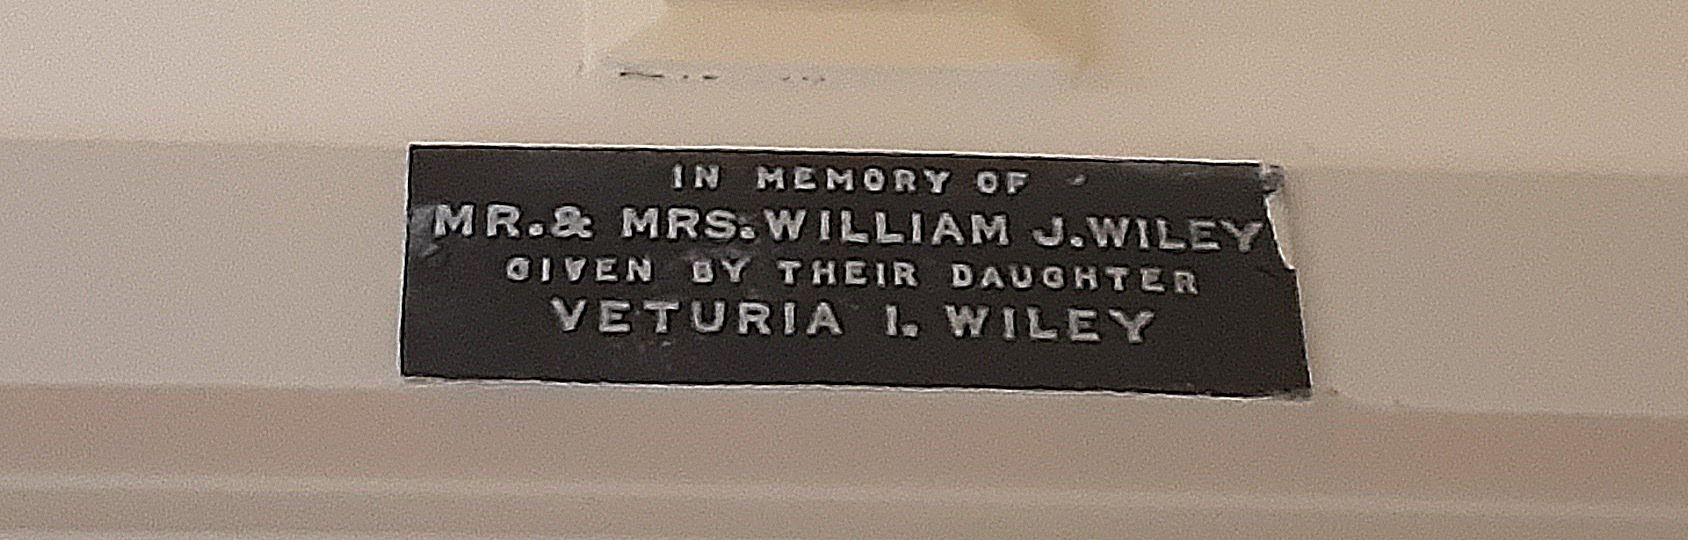 IN MEMORY OF
MR. & MRS. WILLIAM J. WILEY
GIVEN BY THEIR DAUGHTER
VETURIA I. WILEY